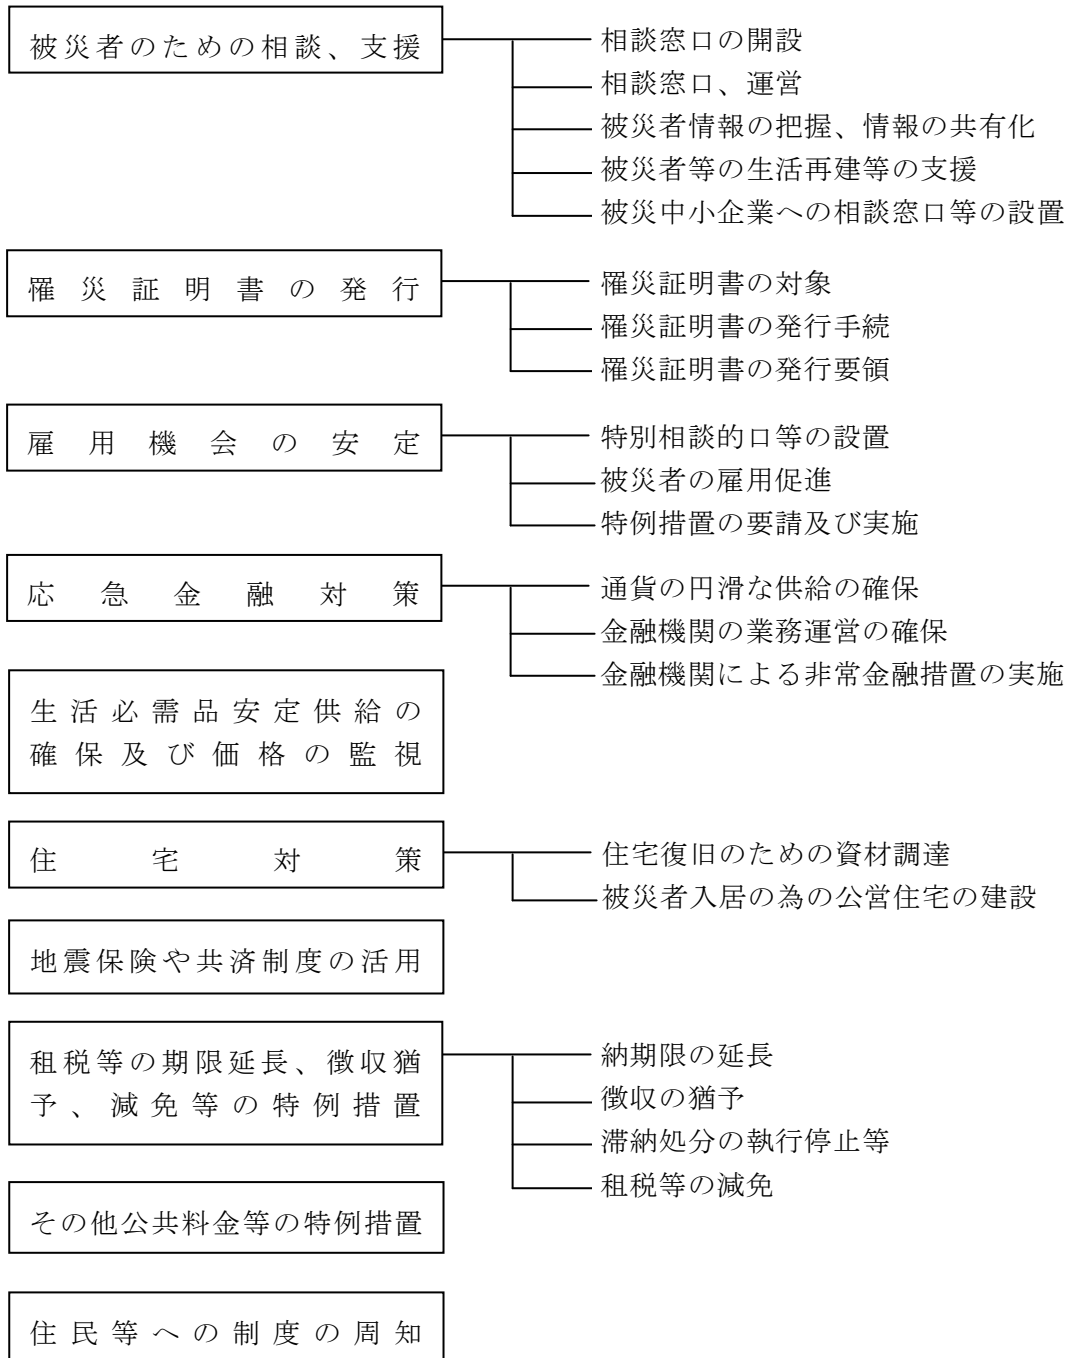 被災者のための相談、支援
相談窓口の開設
相談窓口、運営
被災者情報の把握、情報の共有化
被災者等の生活再建等の支援
被災中小企業への相談窓口等の設置
罹災証明書の発行
罹災証明書の対象
罹災証明書の発行手続
罹災証明書の発行要領
雇用機会の安定
特別相談的口等の設置
被災者の雇用促進
特例措置の要請及び実施
応急金融対策
通貨の円滑な供給の確保
金融機関の業務運営の確保
金融機関による非常金融措置の実施
生活必需品安定供給の
確保及び価格の監視
住宅対策
住宅復旧のための資材調達
被災者入居の為の公営住宅の建設
地震保険や共済制度の活用
租税等の期限延長、徴収猶
予、減免等の特例措置
納期限の延長
徴収の猶予
滞納処分の執行停止等
租税等の減免
その他公共料金等の特例措置
住民等への制度の周知